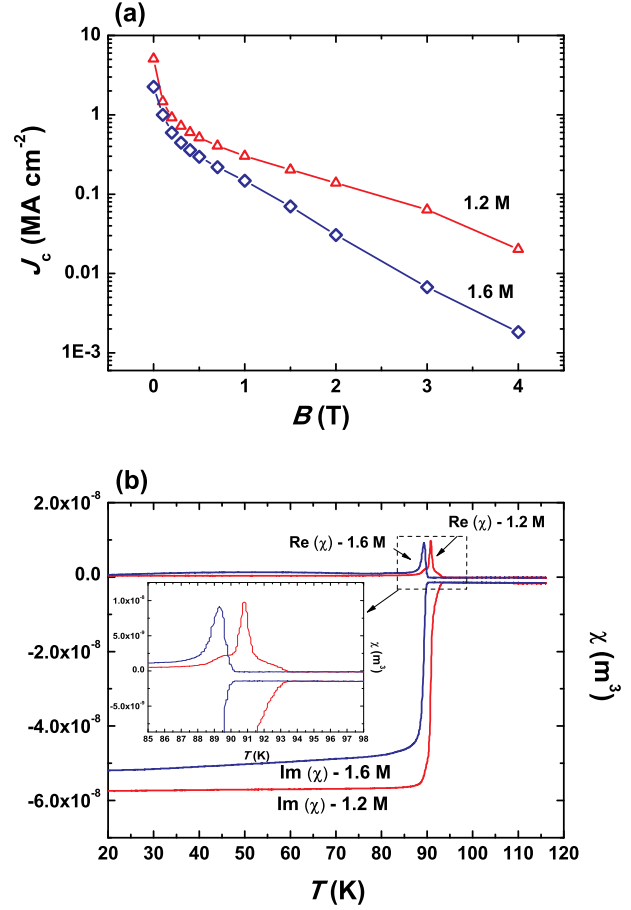 (a)
10
1
0.1
0.01
1E-3
J_c (MA cm⁻²)
1.2 M
1.6 M
0 1 2 3 4
B (T)
(b)
2.0x10⁻⁸
0.0
-2.0x10⁻⁸
-4.0x10⁻⁸
-6.0x10⁻⁸
Re (χ) - 1.2 M
Re (χ) - 1.6 M
1.0x10⁻⁸
5.0x10⁻⁹
0.0
-5.0x10⁻⁹
χ (m³)
85 86 87 88 89 90 91 92 93 94 95 96 97 98
T (K)
Im (χ) - 1.6 M
Im (χ) - 1.2 M
χ (m³)
20 30 40 50 60 70 80 90 100 110 120
T (K)